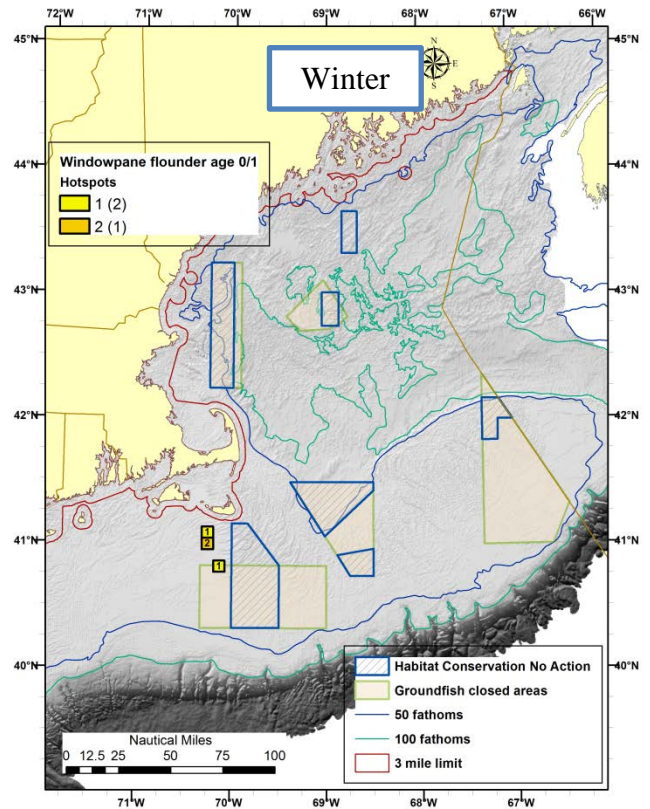 72°W 71°W 70°W 69°W 68°W 67°W 66°W
45°N 45°N
Winter
N
E
S
44°N 44°N
Windowpane flounder age 0/1
Hotspots
1 (2)
2 (1)
43°N 43°N
42°N 42°N
41°N 41°N
1
2
1
40°N 40°N
Habitat Conservation No Action
Groundfish closed areas
50 fathoms
100 fathoms
3 mile limit
Nautical Miles
0 12.5 25 50 75 100
71°W 70°W 69°W 68°W 67°W 66°W